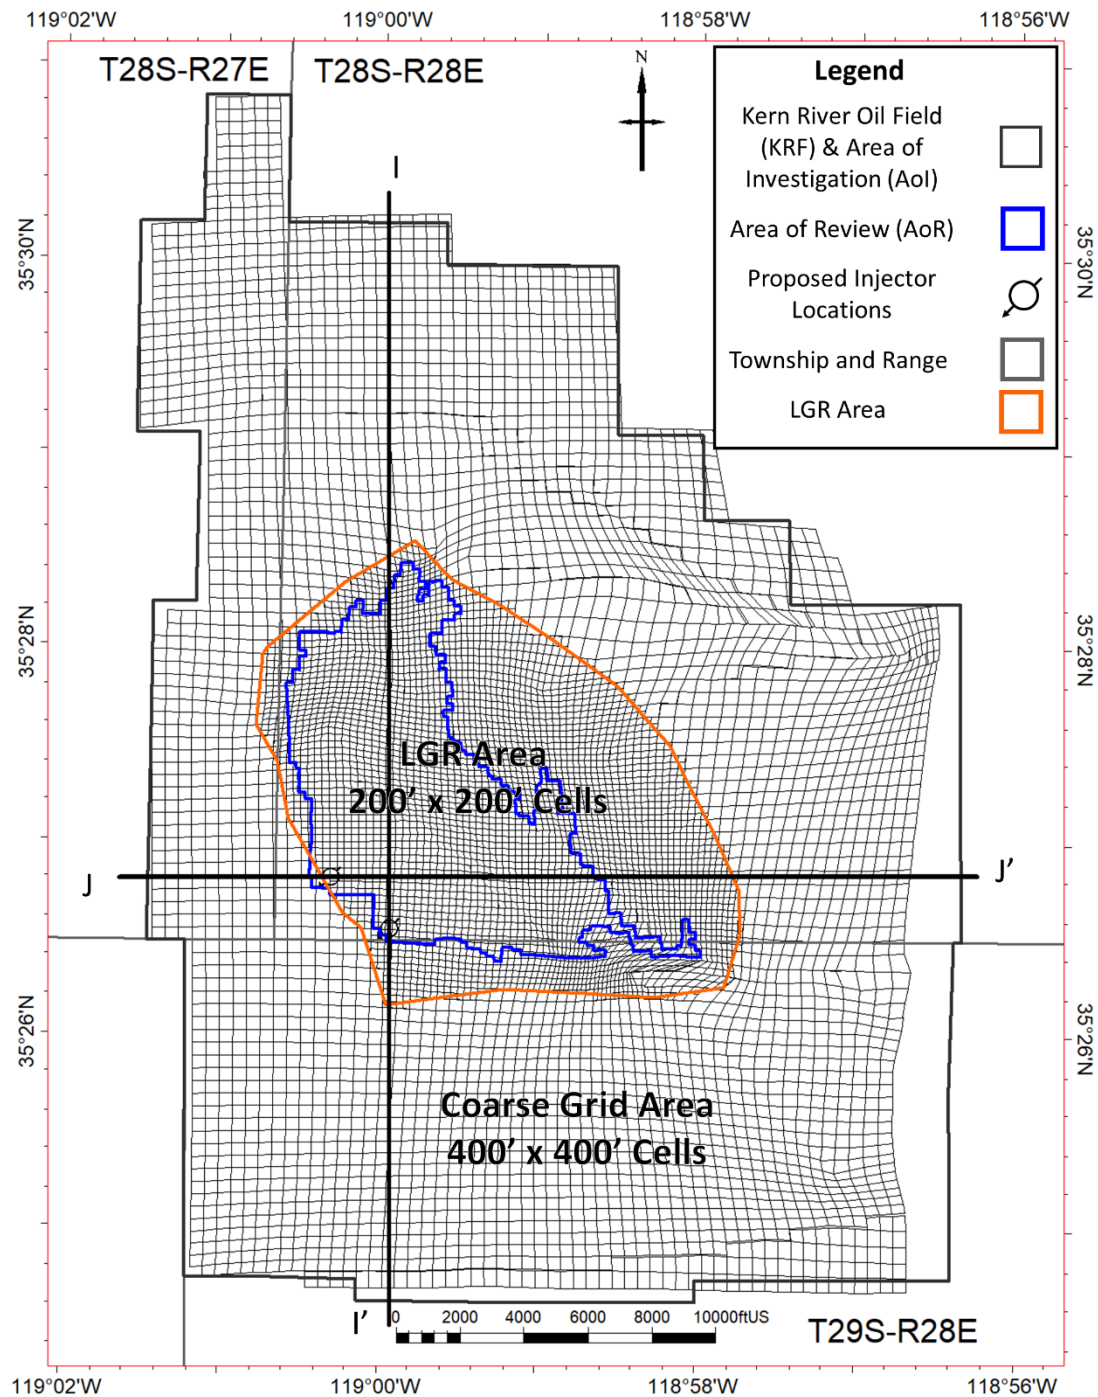 119°02'W 119°00'W 118°58'W 118°56'W
T28S-R27E T28S-R28E
N
Legend
Kern River Oil Field
(KRF) & Area of
Investigation (AoI)
Area of Review (AoR)
Proposed Injector
Locations
Township and Range
LGR Area
I
35°30'N 35°30'N
35°28'N 35°28'N
LGR Area
200' x 200' Cells
J J'
35°26'N 35°26'N
Coarse Grid Area
400' x 400' Cells
I'
0 2000 4000 6000 8000 10000ftUS
T29S-R28E
119°02'W 119°00'W 118°58'W 118°56'W